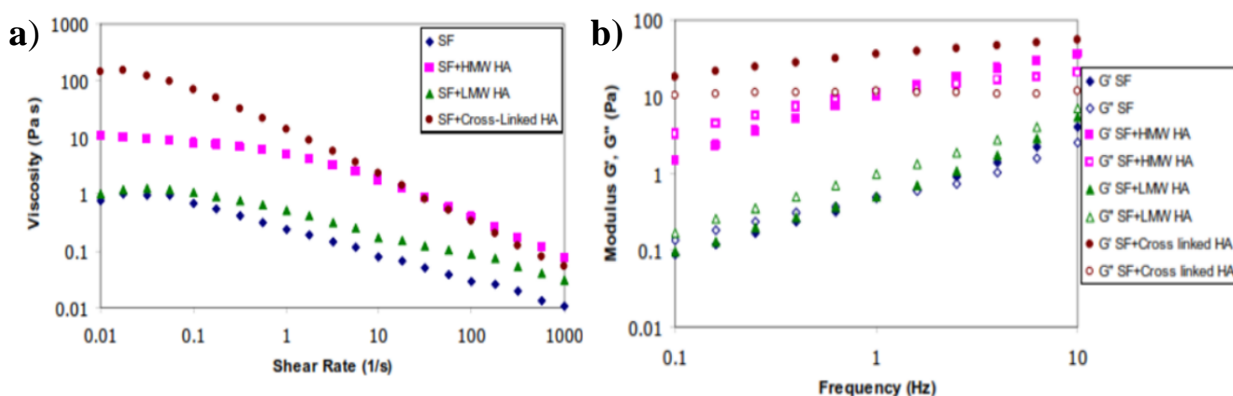 a)
1000
100
10
1
0.1
0.01
Viscosity (Pa s)
0.01 0.1 1 10 100 1000
Shear Rate (1/s)
SF
SF+HMW HA
SF+LMW HA
SF+Cross-Linked HA
b)
100
10
1
0.1
0.01
Modulus G', G" (Pa)
0.1 1 10
Frequency (Hz)
G' SF
G" SF
G' SF+HMW HA
G" SF+HMW HA
G' SF+LMW HA
G" SF+LMW HA
G' SF+Cross linked HA
G" SF+Cross linked HA